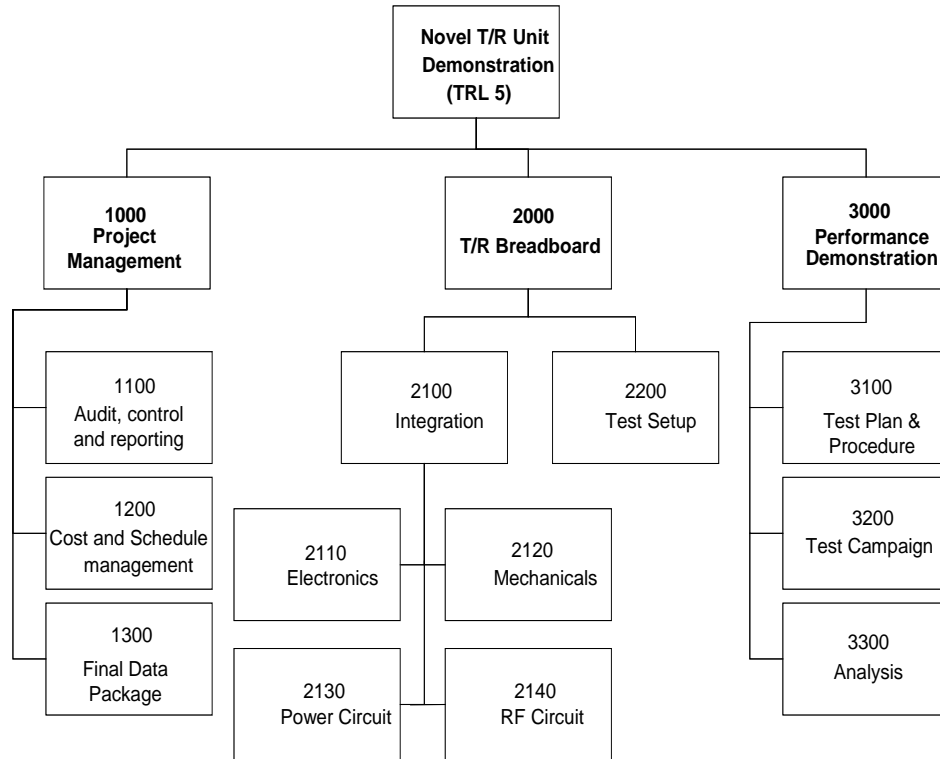 Novel T/R Unit
Demonstration
(TRL 5)
1000
Project
Management
2000
T/R Breadboard
3000
Performance
Demonstration
1100
Audit, control
and reporting
1200
Cost and Schedule
management
1300
Final Data
Package
2100
Integration
2200
Test Setup
2110
Electronics
2120
Mechanicals
2130
Power Circuit
2140
RF Circuit
3100
Test Plan &
Procedure
3200
Test Campaign
3300
Analysis